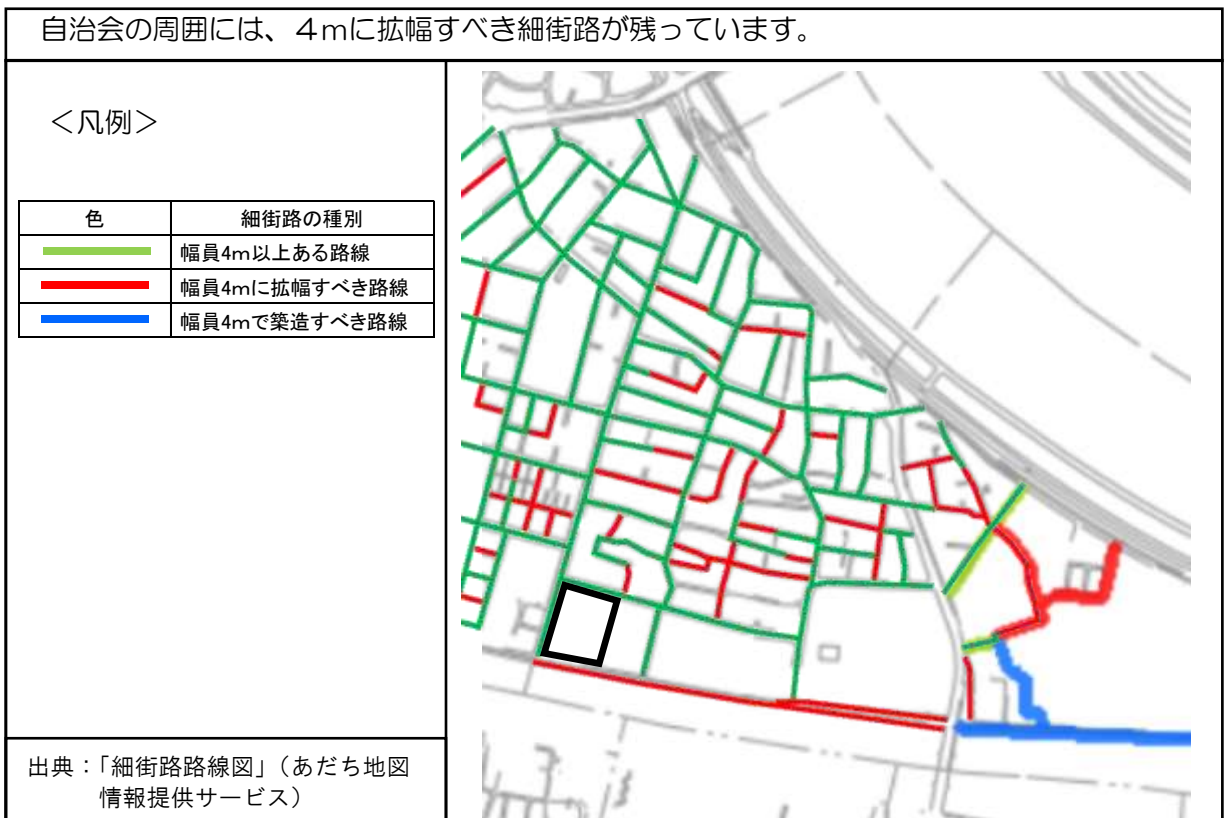 自治会の周囲には、4mに拡幅すべき細街路が残っています。
<凡例>
色 細街路の種別
幅員4m以上ある路線
幅員4mに拡幅すべき路線
幅員4mで築造すべき路線
出典:「細街路路線図」(あだち地図
情報提供サービス)